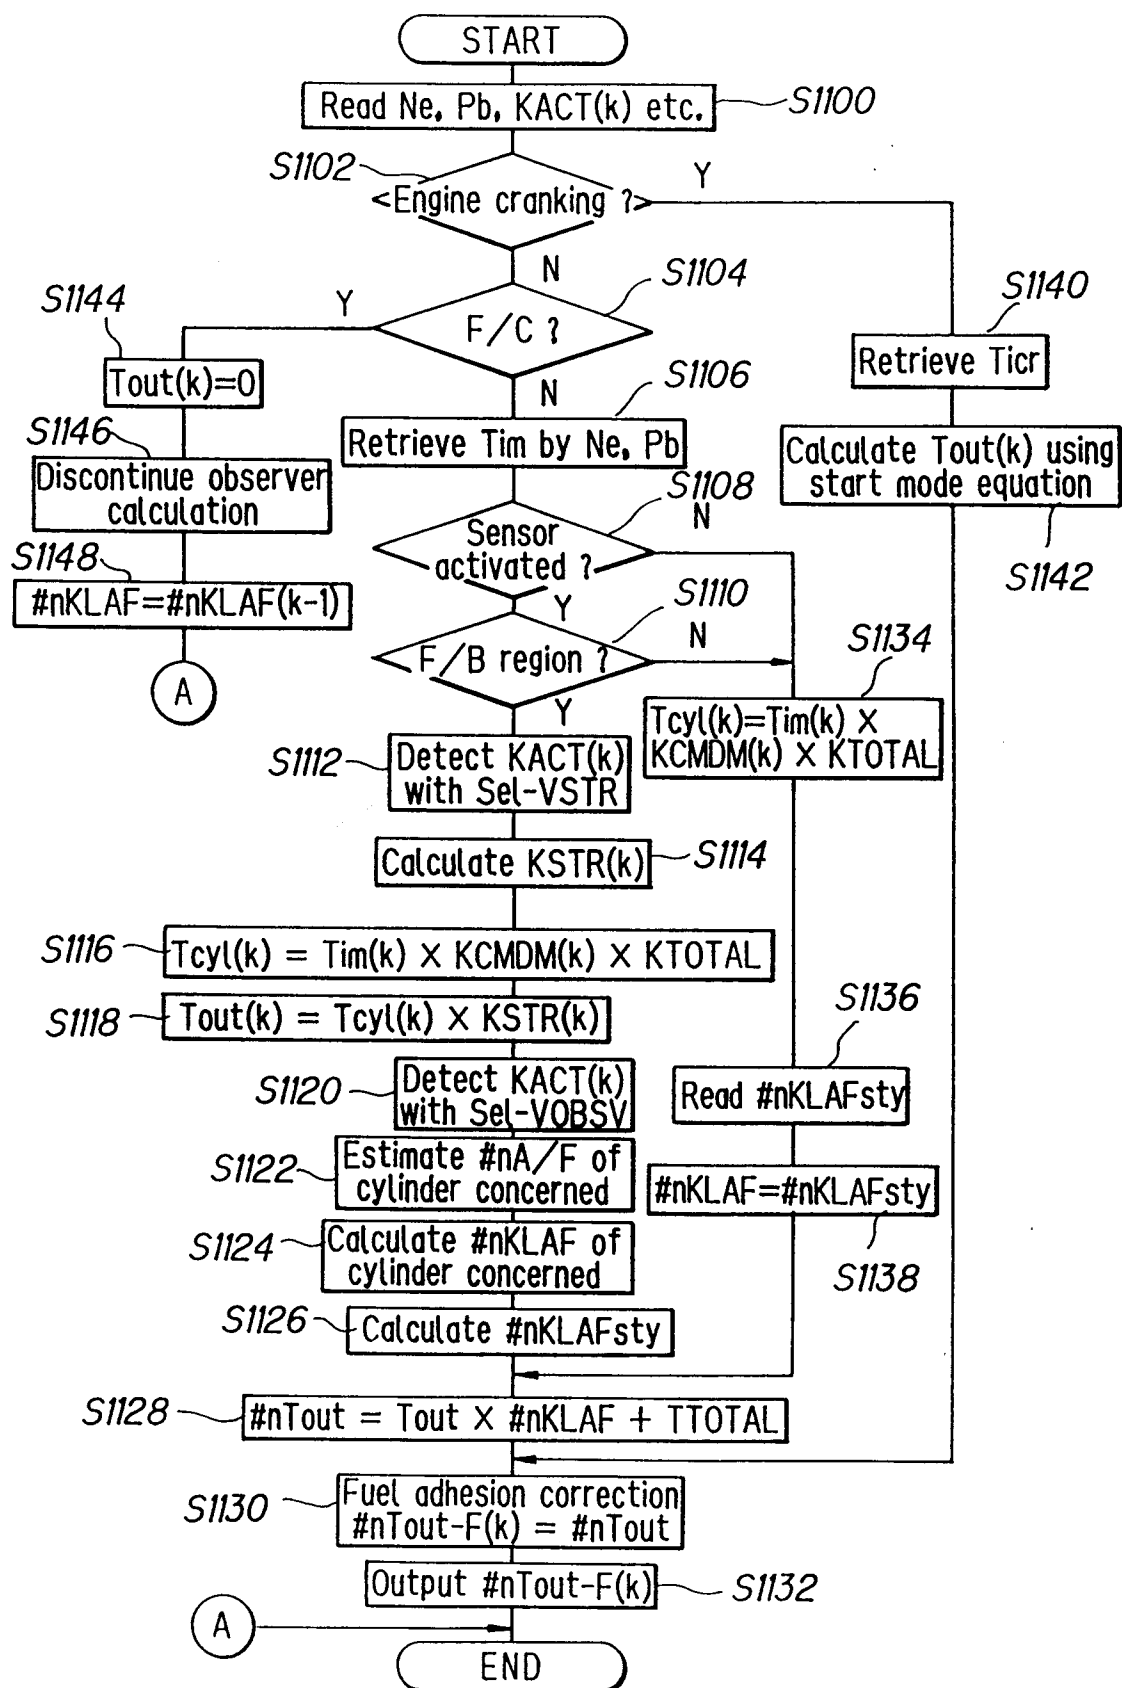 START
Read Ne, Pb, KACT(k) etc.
S1100
S1102
<Engine cranking ?>
Y
N
S1104
F/C ?
Y
N
S1144
Tout(k)=0
S1146
Discontinue observer
calculation
S1148
#nKLAF=#nKLAF(k-1)
A
S1106
Retrieve Tim by Ne, Pb
S1108
Sensor
activated ?
N
Y
S1110
F/B region ?
N
Y
S1140
Retrieve Ticr
Calculate Tout(k) using
start mode equation
S1142
S1134
Tcyl(k)=Tim(k) X
KCMDM(k) X KTOTAL
S1112
Detect KACT(k)
with Sel-VSTR
Calculate KSTR(k)
S1114
S1116
Tcyl(k) = Tim(k) X KCMDM(k) X KTOTAL
S1118
Tout(k) = Tcyl(k) X KSTR(k)
S1120
Detect KACT(k)
with Sel-VOBSV
S1136
Read #nKLAFsty
S1122
Estimate #nA/F of
cylinder concerned
#nKLAF=#nKLAFsty
S1138
S1124
Calculate #nKLAF of
cylinder concerned
S1126
Calculate #nKLAFsty
S1128
#nTout = Tout X #nKLAF + TTOTAL
S1130
Fuel adhesion correction
#nTout-F(k) = #nTout
Output #nTout-F(k)
S1132
A
END